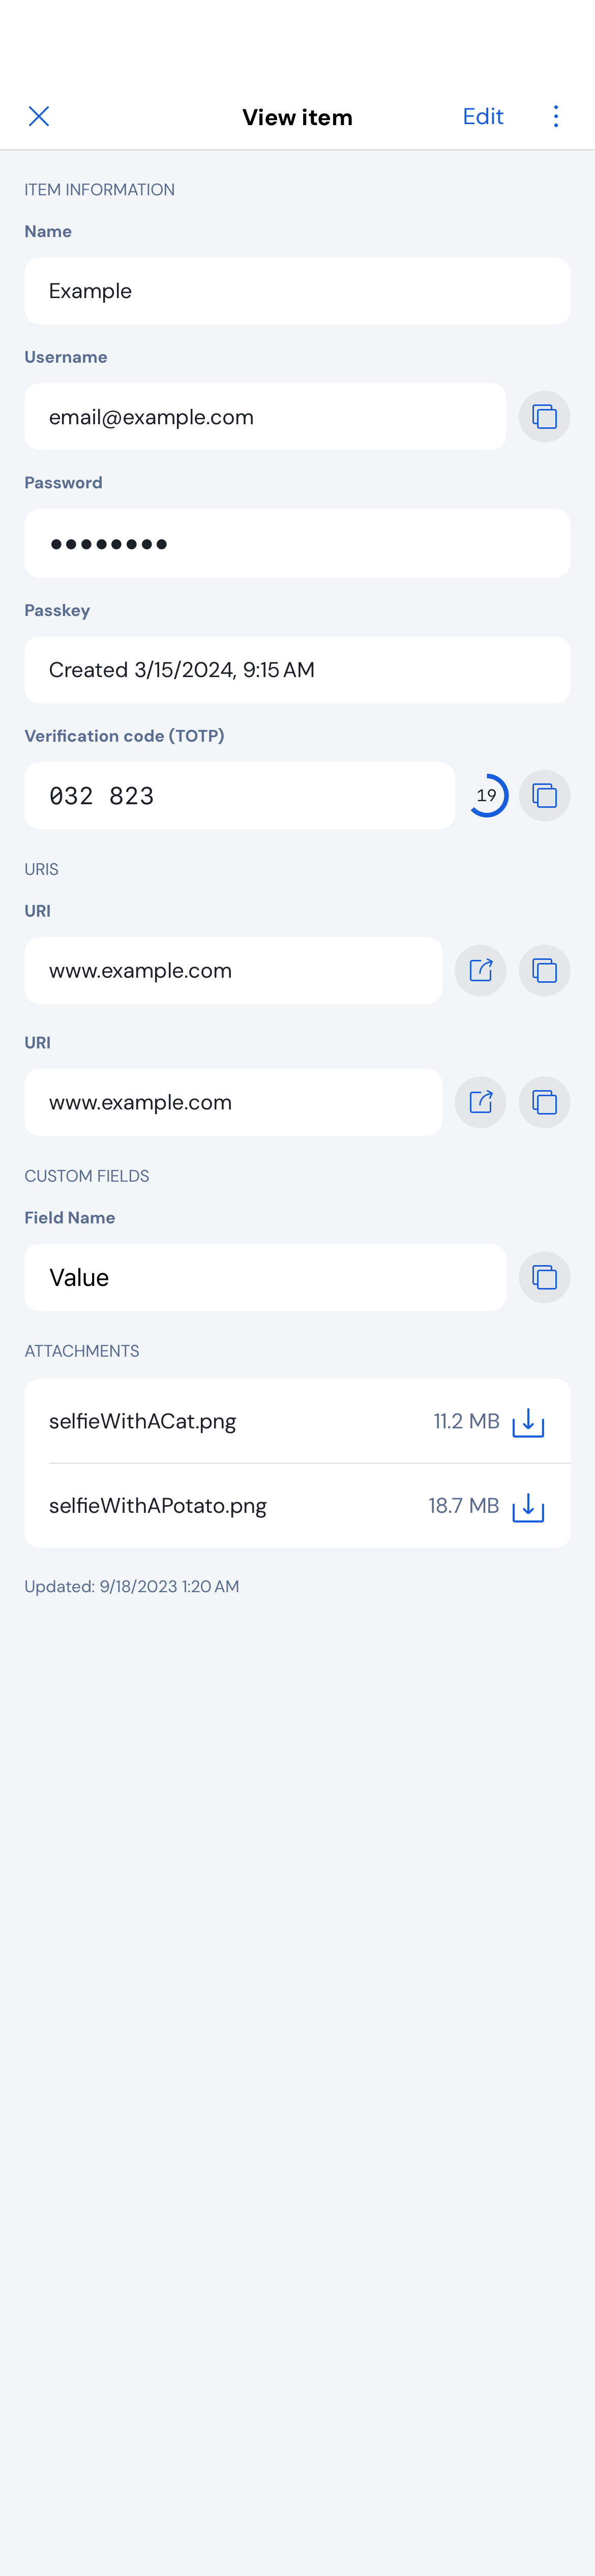 View item Edit
ITEM INFORMATION
Name
Example
Username
email@example.com
Password
●●●●●●●●
Passkey
Created 3/15/2024, 9:15 AM
Verification code (TOTP)
032 823 19
URIS
URI
www.example.com
URI
www.example.com
CUSTOM FIELDS
Field Name
Value
ATTACHMENTS
selfieWithACat.png 11.2 MB
selfieWithAPotato.png 18.7 MB
Updated: 9/18/2023 1:20 AM